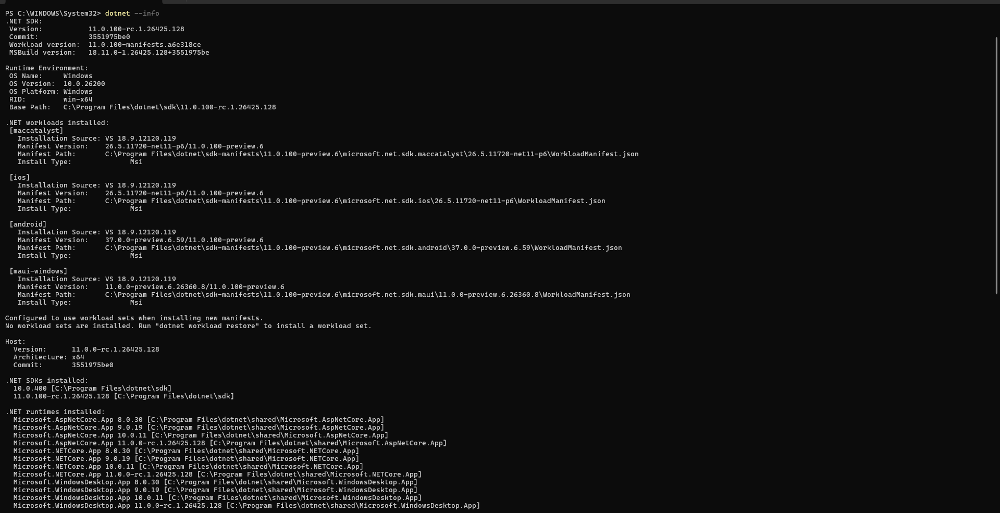 PS C:\WINDOWS\System32> dotnet --info
.NET SDK:
 Version:           11.0.100-rc.1.26425.128
 Commit:            3551975be0
 Workload version:  11.0.100-manifests.a6e318ce
 MSBuild version:   18.11.0-1.26425.128+3551975be

Runtime Environment:
 OS Name:     Windows
 OS Version:  10.0.26200
 OS Platform: Windows
 RID:         win-x64
 Base Path:   C:\Program Files\dotnet\sdk\11.0.100-rc.1.26425.128

.NET workloads installed:
 [maccatalyst]
   Installation Source: VS 18.9.12120.119
   Manifest Version:    26.5.11720-net11-p6/11.0.100-preview.6
   Manifest Path:       C:\Program Files\dotnet\sdk-manifests\11.0.100-preview.6\microsoft.net.sdk.maccatalyst\26.5.11720-net11-p6\WorkloadManifest.json
   Install Type:              Msi

 [ios]
   Installation Source: VS 18.9.12120.119
   Manifest Version:    26.5.11720-net11-p6/11.0.100-preview.6
   Manifest Path:       C:\Program Files\dotnet\sdk-manifests\11.0.100-preview.6\microsoft.net.sdk.ios\26.5.11720-net11-p6\WorkloadManifest.json
   Install Type:              Msi

 [android]
   Installation Source: VS 18.9.12120.119
   Manifest Version:    37.0.0-preview.6.59/11.0.100-preview.6
   Manifest Path:       C:\Program Files\dotnet\sdk-manifests\11.0.100-preview.6\microsoft.net.sdk.android\37.0.0-preview.6.59\WorkloadManifest.json
   Install Type:              Msi

 [maui-windows]
   Installation Source: VS 18.9.12120.119
   Manifest Version:    11.0.0-preview.6.26360.8/11.0.100-preview.6
   Manifest Path:       C:\Program Files\dotnet\sdk-manifests\11.0.100-preview.6\microsoft.net.sdk.maui\11.0.0-preview.6.26360.8\WorkloadManifest.json
   Install Type:              Msi

Configured to use workload sets when installing new manifests.
No workload sets are installed. Run "dotnet workload restore" to install a workload set.

Host:
  Version:      11.0.0-rc.1.26425.128
  Architecture: x64
  Commit:       3551975be0

.NET SDKs installed:
  10.0.400 [C:\Program Files\dotnet\sdk]
  11.0.100-rc.1.26425.128 [C:\Program Files\dotnet\sdk]

.NET runtimes installed:
  Microsoft.AspNetCore.App 8.0.30 [C:\Program Files\dotnet\shared\Microsoft.AspNetCore.App]
  Microsoft.AspNetCore.App 9.0.19 [C:\Program Files\dotnet\shared\Microsoft.AspNetCore.App]
  Microsoft.AspNetCore.App 10.0.11 [C:\Program Files\dotnet\shared\Microsoft.AspNetCore.App]
  Microsoft.AspNetCore.App 11.0.0-rc.1.26425.128 [C:\Program Files\dotnet\shared\Microsoft.AspNetCore.App]
  Microsoft.NETCore.App 8.0.30 [C:\Program Files\dotnet\shared\Microsoft.NETCore.App]
  Microsoft.NETCore.App 9.0.19 [C:\Program Files\dotnet\shared\Microsoft.NETCore.App]
  Microsoft.NETCore.App 10.0.11 [C:\Program Files\dotnet\shared\Microsoft.NETCore.App]
  Microsoft.NETCore.App 11.0.0-rc.1.26425.128 [C:\Program Files\dotnet\shared\Microsoft.NETCore.App]
  Microsoft.WindowsDesktop.App 8.0.30 [C:\Program Files\dotnet\shared\Microsoft.WindowsDesktop.App]
  Microsoft.WindowsDesktop.App 9.0.19 [C:\Program Files\dotnet\shared\Microsoft.WindowsDesktop.App]
  Microsoft.WindowsDesktop.App 10.0.11 [C:\Program Files\dotnet\shared\Microsoft.WindowsDesktop.App]
  Microsoft.WindowsDesktop.App 11.0.0-rc.1.26425.128 [C:\Program Files\dotnet\shared\Microsoft.WindowsDesktop.App]